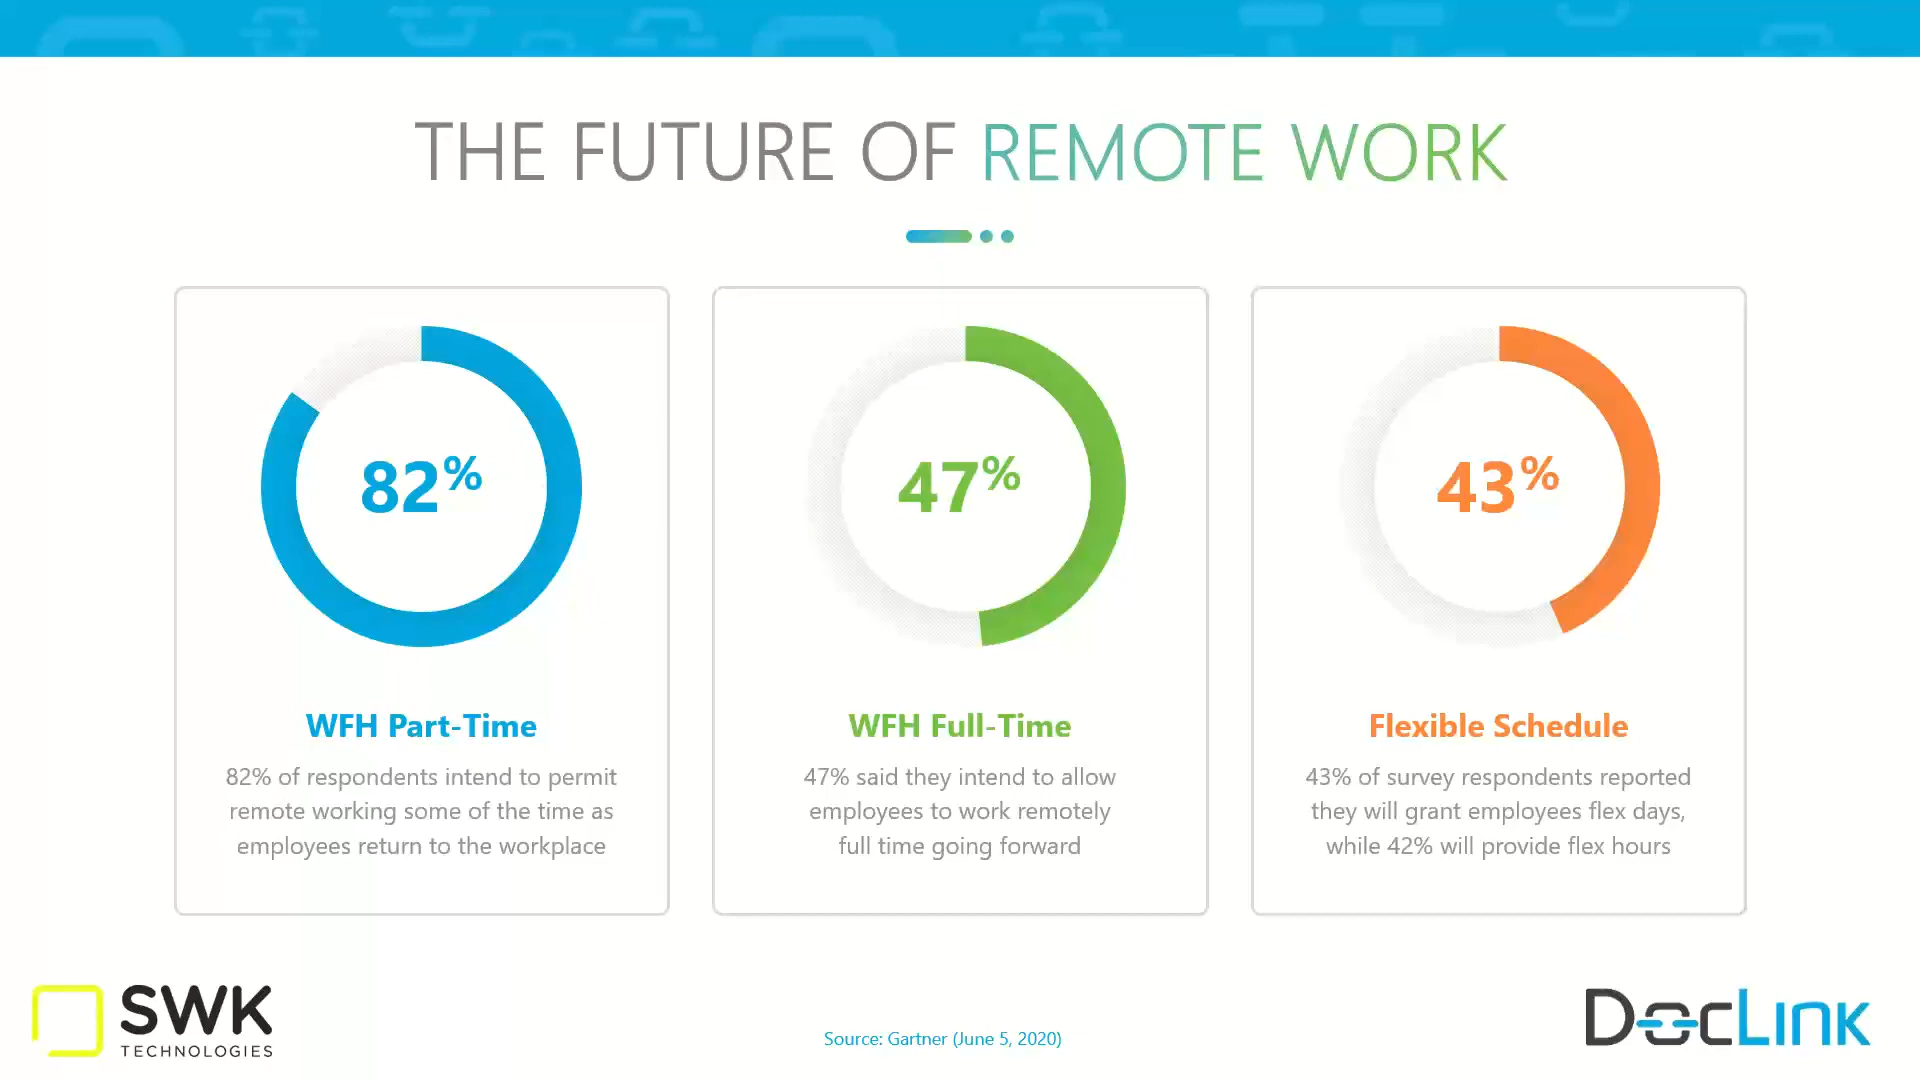 THE FUTURE OF REMOTE WORK
82%
WFH Part-Time
82% of respondents intend to permit
remote working some of the time as
employees return to the workplace
47%
WFH Full-Time
47% said they intend to allow
employees to work remotely
full time going forward
43%
Flexible Schedule
43% of survey respondents reported
they will grant employees flex days,
while 42% will provide flex hours
SWK
TECHNOLOGIES
Source: Gartner (June 5, 2020)
DocLink